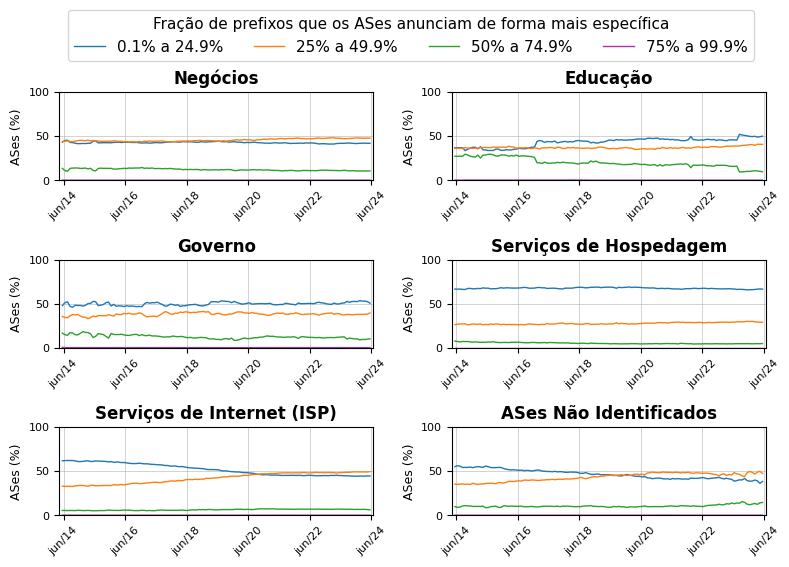 Fração de prefixos que os ASes anunciam de forma mais específica
0.1% a 24.9% 25% a 49.9% 50% a 74.9% 75% a 99.9%
Negócios
Educação
ASes (%)
100
50
0
jun/14 jun/16 jun/18 jun/20 jun/22 jun/24
ASes (%)
100
50
0
jun/14 jun/16 jun/18 jun/20 jun/22 jun/24
Governo
Serviços de Hospedagem
ASes (%)
100
50
0
jun/14 jun/16 jun/18 jun/20 jun/22 jun/24
ASes (%)
100
50
0
jun/14 jun/16 jun/18 jun/20 jun/22 jun/24
Serviços de Internet (ISP)
ASes Não Identificados
ASes (%)
100
50
0
jun/14 jun/16 jun/18 jun/20 jun/22 jun/24
ASes (%)
100
50
0
jun/14 jun/16 jun/18 jun/20 jun/22 jun/24